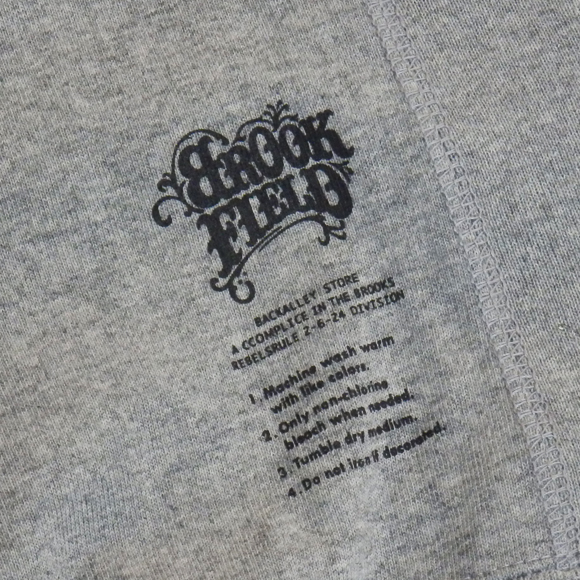 BROOK
FIELD
BACKALLEY STORE
A CCOMPLICE IN THE BROOKS
REBELSRULE 2-6-24 DIVISION
1. Machine wash warm
with like colors
2. Only non-chlorine
bleach when needed.
3. Tumble dry medium.
4. Do not iron if decorated.